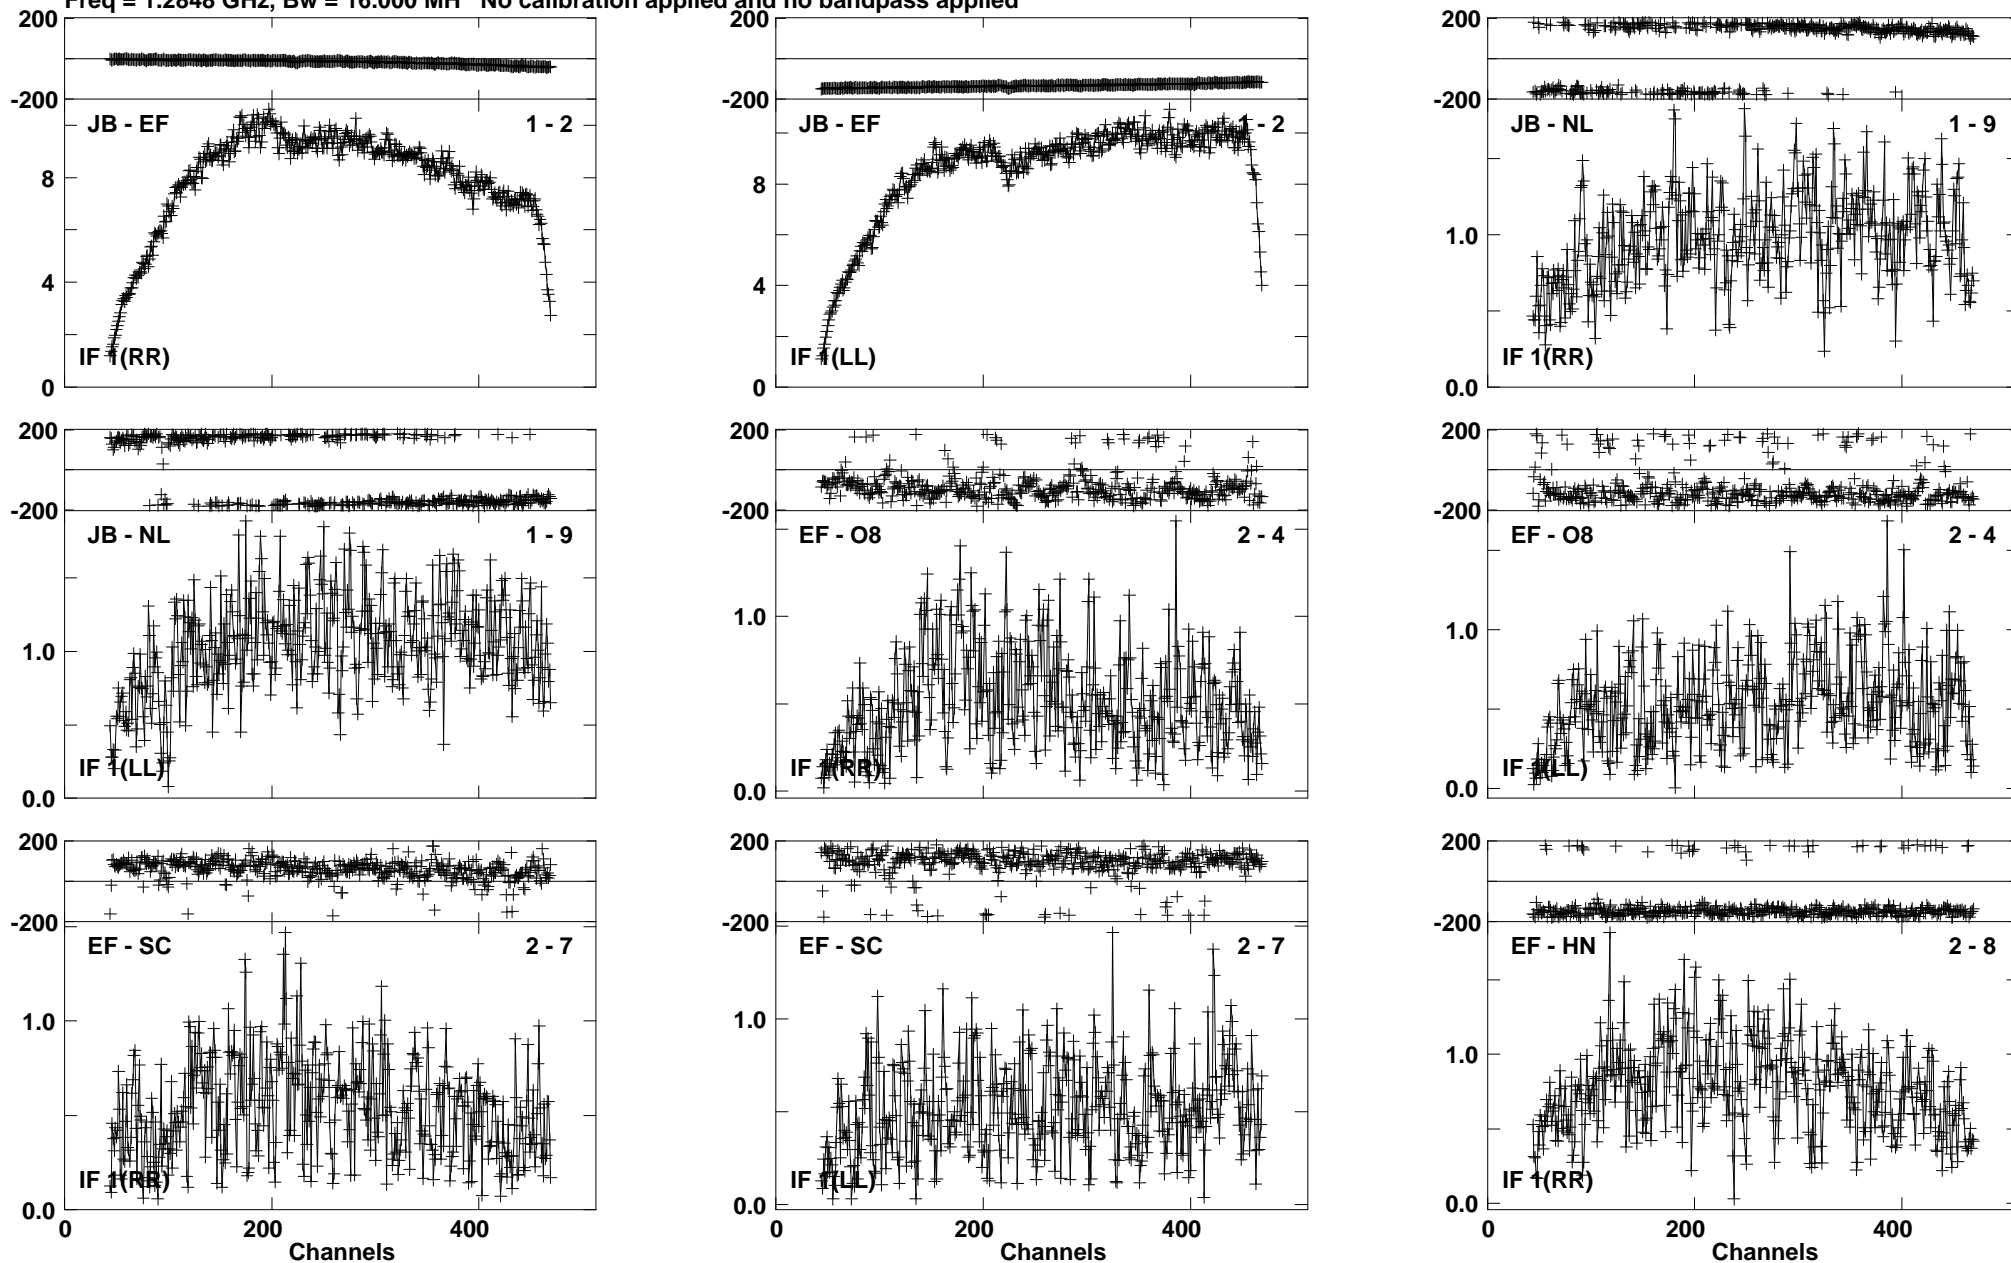 Freq = 1.2848 GHz, Bw = 16.000 MH   No calibration applied and no bandpass applied
200
-200
JB - EF
1 - 2
8
4
0
IF 1(RR)
200
-200
JB - EF
1 - 2
8
4
0
IF 1(LL)
200
-200
JB - NL
1 - 9
1.0
0.0
IF 1(RR)
200
-200
JB - NL
1 - 9
1.0
0.0
IF 1(LL)
200
-200
EF - O8
2 - 4
1.0
0.0
IF 1(RR)
200
-200
EF - O8
2 - 4
1.0
0.0
IF 1(LL)
200
-200
EF - SC
2 - 7
1.0
0.0
IF 1(RR)
0 200 400
Channels
200
-200
EF - SC
2 - 7
1.0
0.0
IF 1(LL)
200
-200
EF - HN
2 - 8
1.0
0.0
IF 1(RR)
0 200 400
Channels